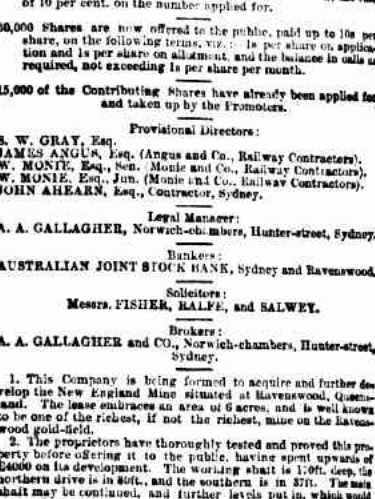 of 10 per cent. on the number applied for.
60,000 Shares are now offered to the public, paid up to 10s per
share, on the following terms, viz.:— 1s per share on applica-
tion and 1s per share on allotment, and the balance in calls as
required, not exceeding 1s per share per month.
15,000 of the Contributing Shares have already been applied for
and taken up by the Promoters.
Provisional Directors:
S. W. GRAY, Esq.
JAMES ANGUS, Esq. (Angus and Co., Railway Contractors).
W. MONIE, Esq., Sen. (Monie and Co., Railway Contractors).
W. MONIE, Esq., Jun. (Monie and Co., Railway Contractors).
JOHN AHEARN, Esq., Contractor, Sydney.
Legal Manager:
A. A. GALLAGHER, Norwich-chambers, Hunter-street, Sydney.
Bankers:
AUSTRALIAN JOINT STOCK BANK, Sydney and Ravenswood.
Solicitors:
Messrs. FISHER, RALFE, and SALWEY.
Brokers:
A. A. GALLAGHER and CO., Norwich-chambers, Hunter-street,
Sydney.
1. This Company is being formed to acquire and further de-
velop the New England Mine situated at Ravenswood, Queens-
land. The lease embraces an area of 6 acres, and is well known
to be one of the richest, if not the richest, mine on the Ravens-
wood gold-field.
2. The proprietors have thoroughly tested and proved this pro-
perty before offering it to the public, having spent upwards of
£4000 on its development. The working shaft is deep, the
northern drive is in 80ft., and the southern is in 37ft. The main
shaft may be continued, and further levels put in, which would